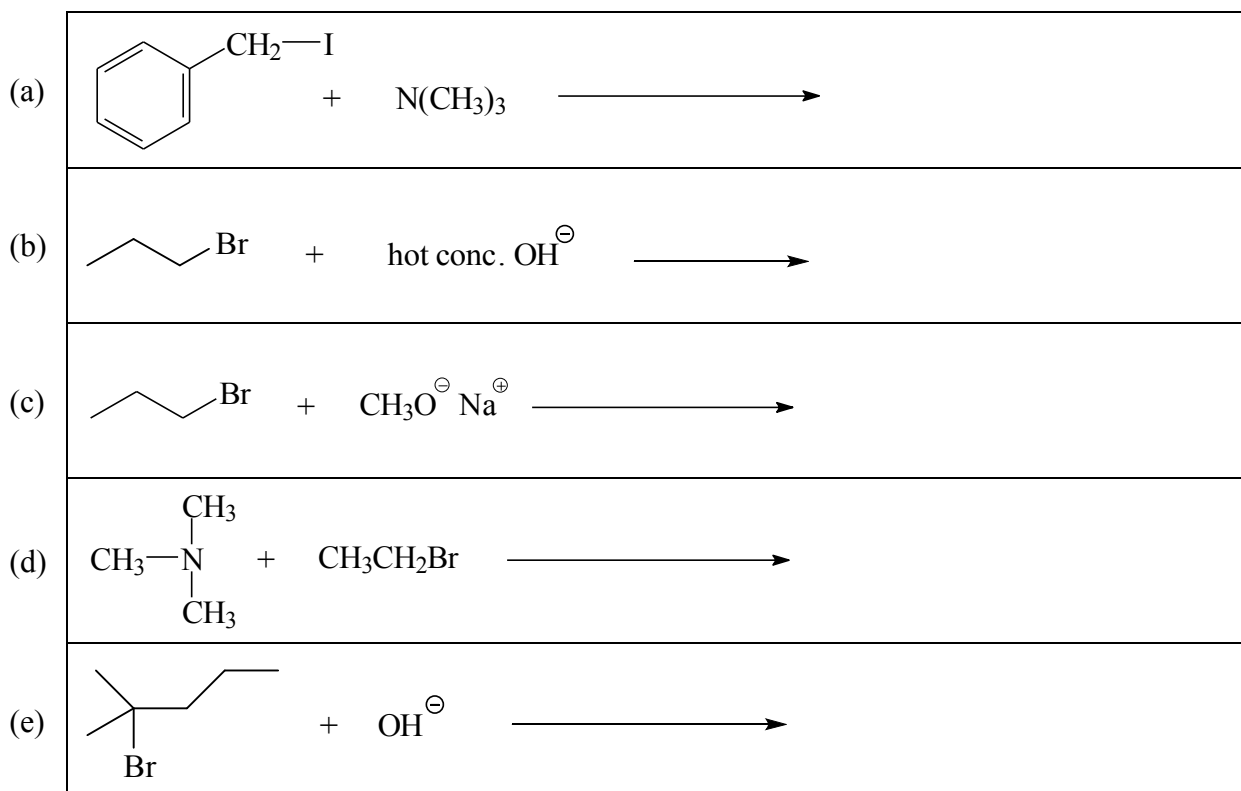 (a) CH2—I + N(CH3)3
(b) Br + hot conc. OH⊖
(c) Br + CH3O⊖ Na⊕
(d) CH3 CH3—N CH3 + CH3CH2Br
(e) Br + OH⊖